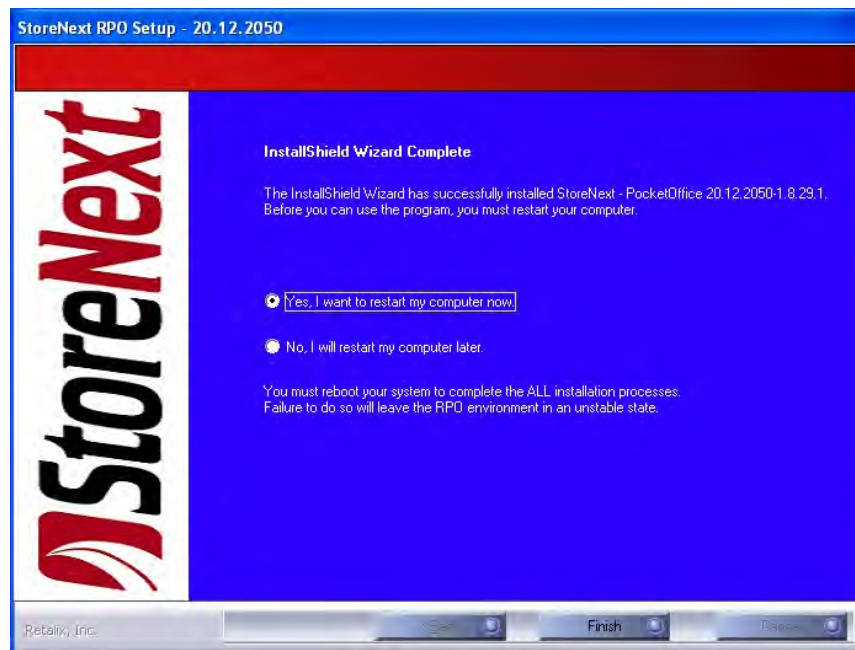 StoreNext RPO Setup - 20.12.2050
StoreNext
InstallShield Wizard Complete
The InstallShield Wizard has successfully installed StoreNext - PocketOffice 20.12.2050-1.8.29.1.
Before you can use the program, you must restart your computer.
Yes, I want to restart my computer now.
No, I will restart my computer later.
You must reboot your system to complete the ALL installation processes.
Failure to do so will leave the RPO environment in an unstable state.
Retalix, Inc.
Finish